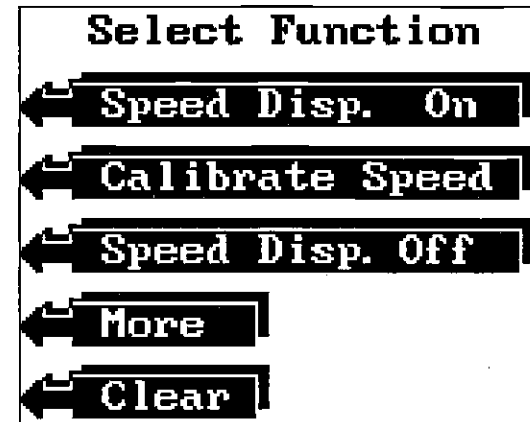 Select Function
Speed Disp. On
Calibrate Speed
Speed Disp. Off
More
Clear